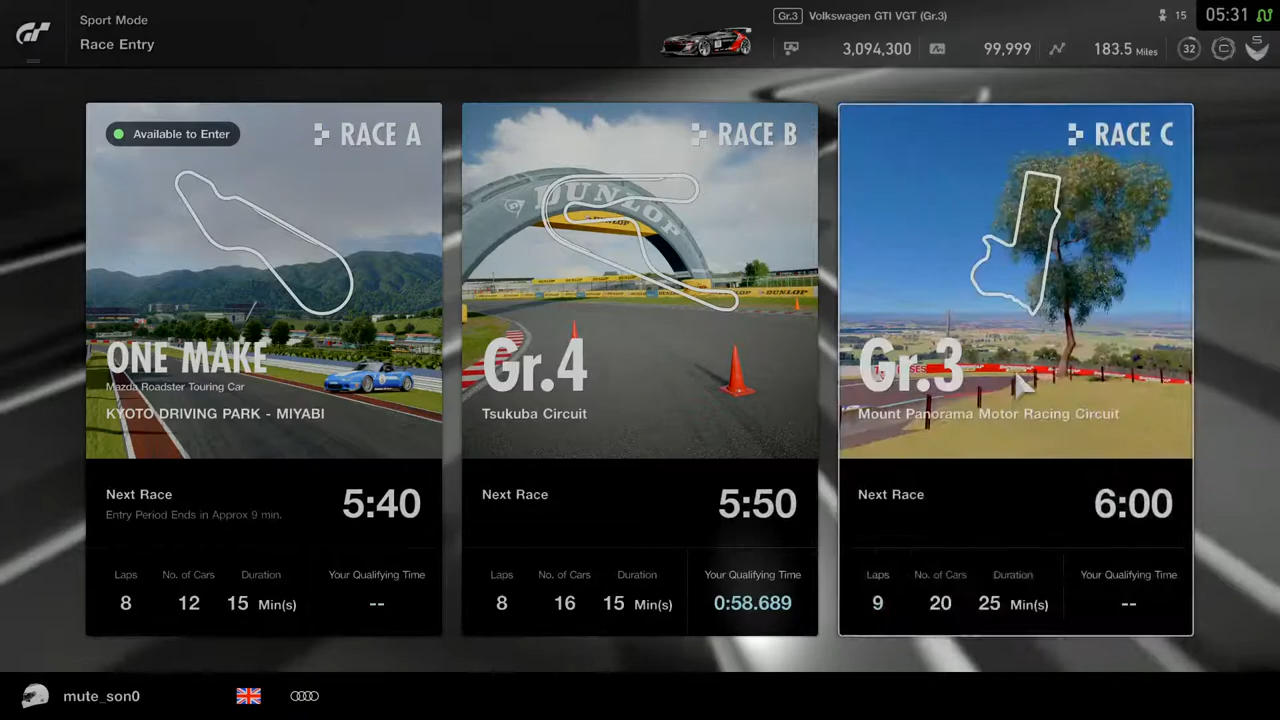 Sport Mode
Race Entry
Gr.3 Volkswagen GTI VGT (Gr.3)
15
05:31
3,094,300
99,999
183.5 Miles
32
C
S
Available to Enter
RACE A
ONE MAKE
Mazda Roadster Touring Car
KYOTO DRIVING PARK - MIYABI
Next Race
5:40
Entry Period Ends in Approx 9 min.
Laps
No. of Cars
Duration
Your Qualifying Time
8
12
15 Min(s)
--
RACE B
DUNLOP
DUNLOP
DUNLOP
Gr.4
Tsukuba Circuit
Next Race
5:50
Laps
No. of Cars
Duration
Your Qualifying Time
8
16
15 Min(s)
0:58.689
RACE C
Gr.3
Mount Panorama Motor Racing Circuit
Next Race
6:00
Laps
No. of Cars
Duration
Your Qualifying Time
9
20
25 Min(s)
--
mute_son0